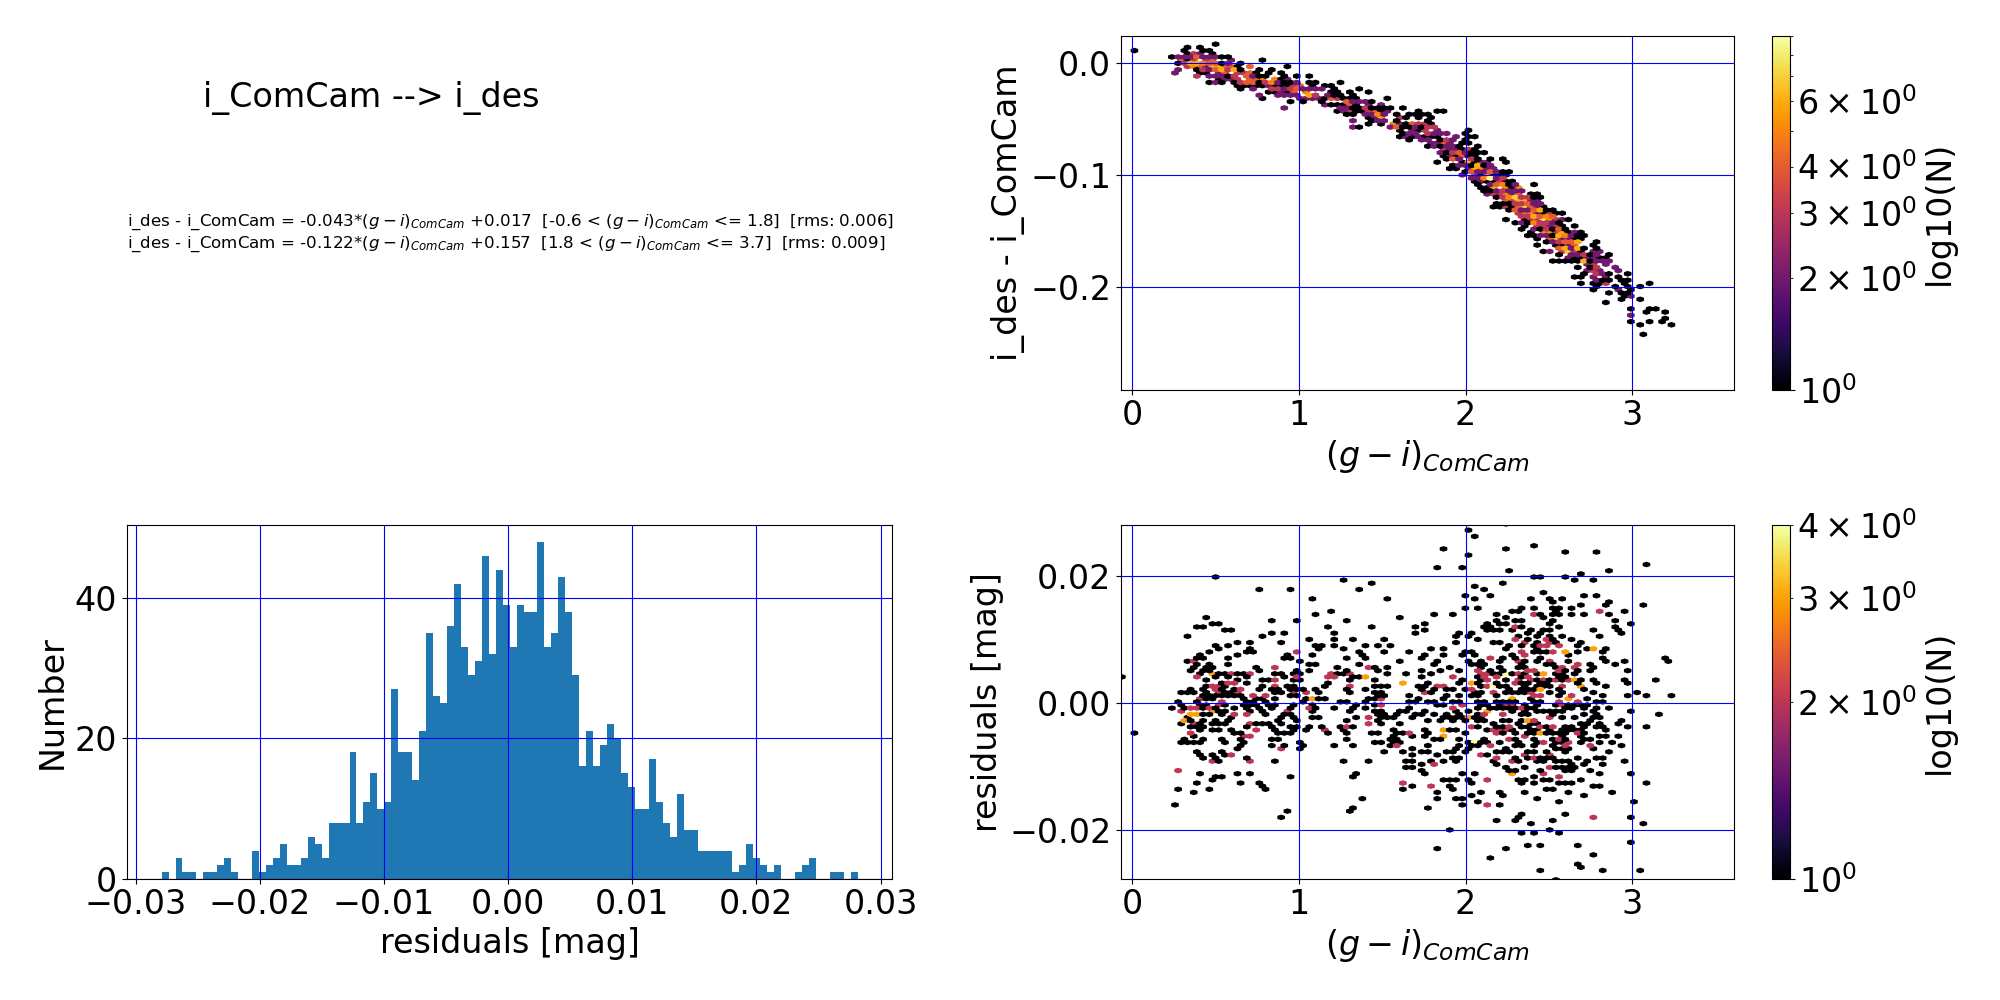 i_ComCam --> i_des
i_des - i_ComCam = -0.043*(g − i)ComCam +0.017 [-0.6 < (g − i)ComCam <= 1.8] [rms: 0.006]
i_des - i_ComCam = -0.122*(g − i)ComCam +0.157 [1.8 < (g − i)ComCam <= 3.7] [rms: 0.009]
i_des - i_ComCam
0.0
−0.1
−0.2
0 1 2 3
(g − i)ComCam
6 × 10⁰
4 × 10⁰
3 × 10⁰
2 × 10⁰
10⁰
log10(N)
Number
40
20
0
−0.03 −0.02 −0.01 0.00 0.01 0.02 0.03
residuals [mag]
residuals [mag]
0.02
0.00
−0.02
0 1 2 3
(g − i)ComCam
4 × 10⁰
3 × 10⁰
2 × 10⁰
10⁰
log10(N)